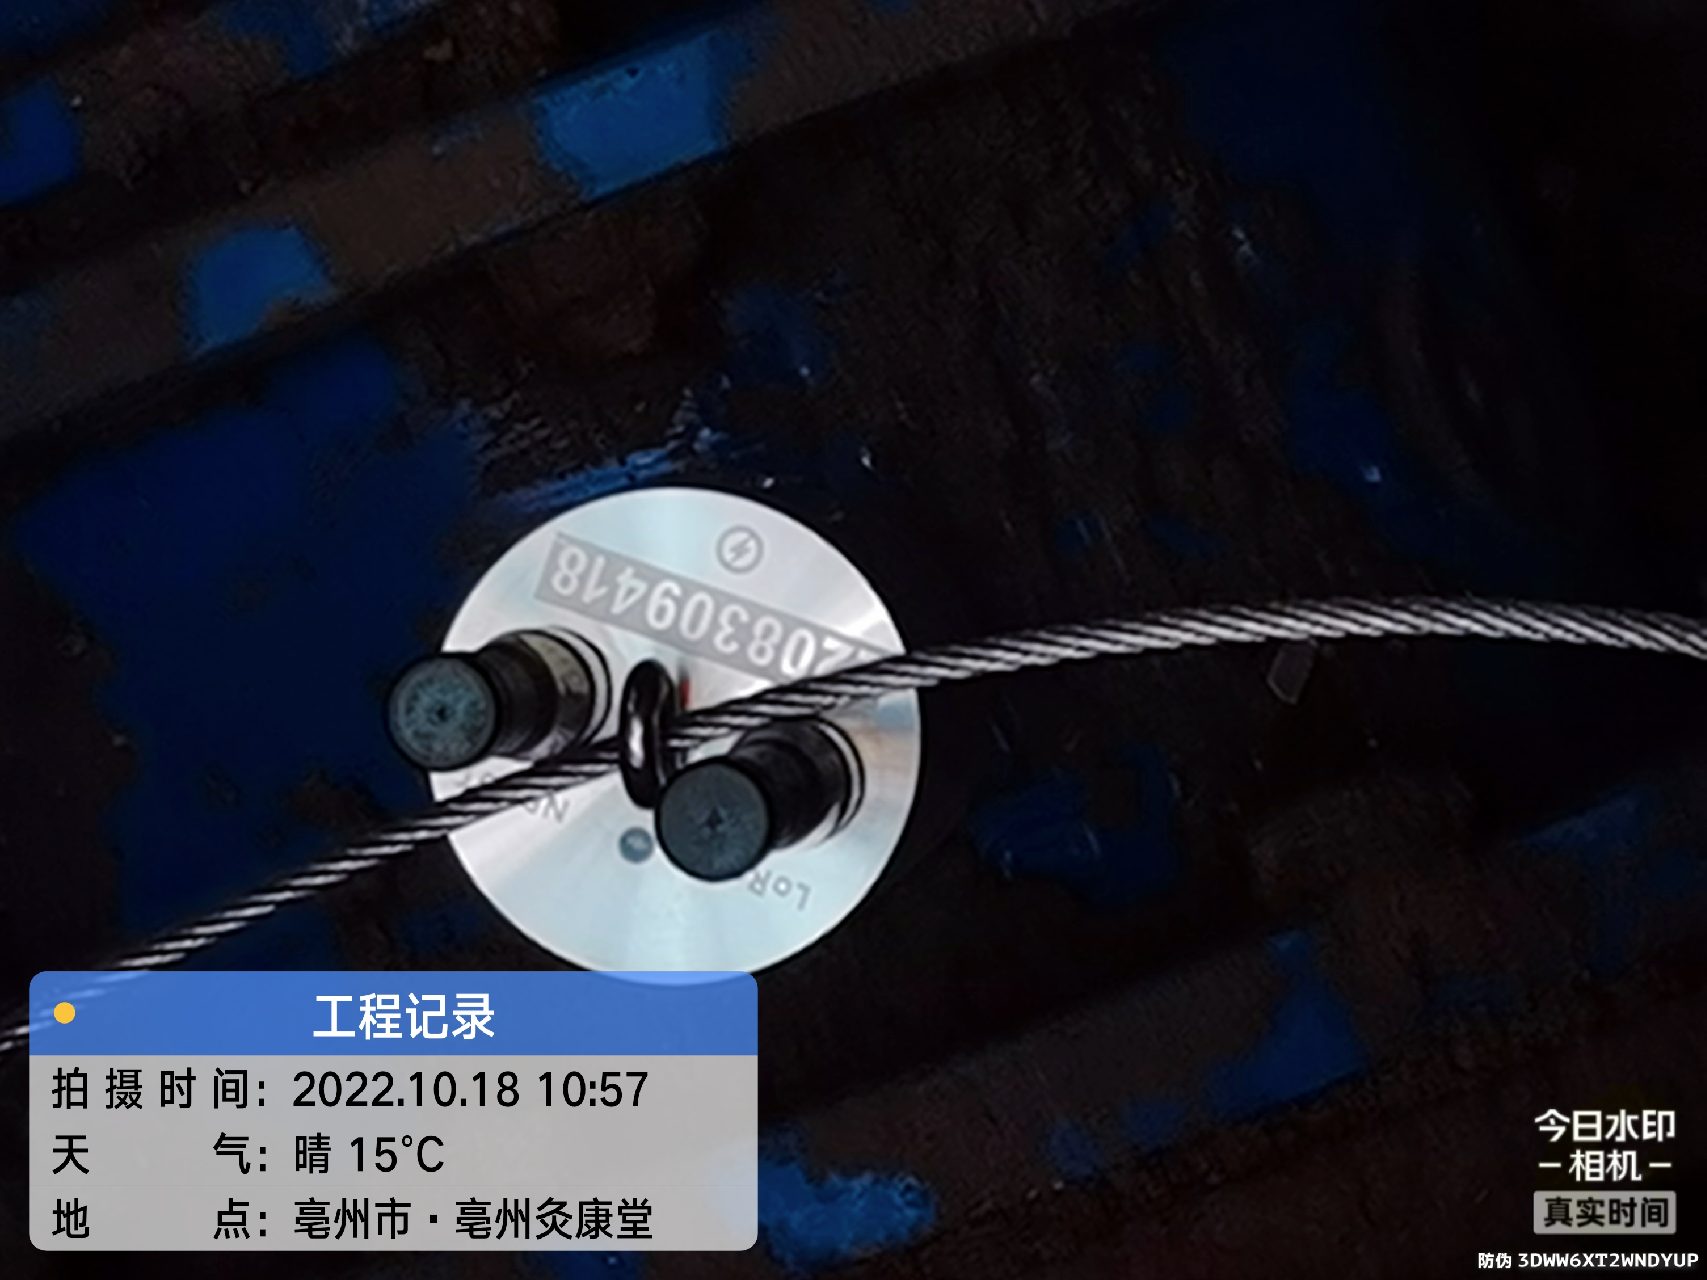 208309418
工程记录
拍摄时间：2022.10.18 10:57
天气：晴 15°C
地点：亳州市·亳州灸康堂
今日水印
相机
真实时间
防伪 3DWW6XT2WNDYUP